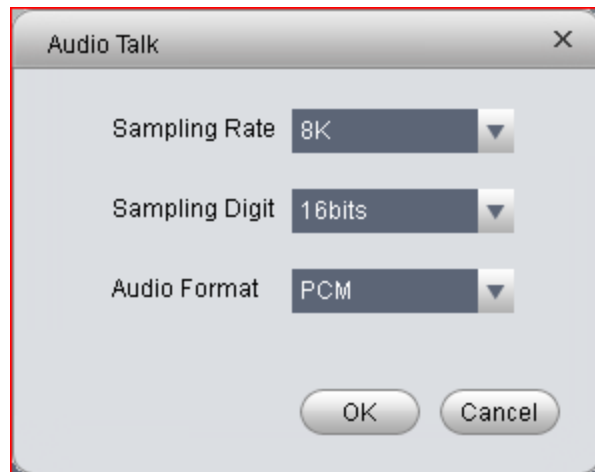 Audio Talk
Sampling Rate 8K
Sampling Digit 16bits
Audio Format PCM
OK Cancel